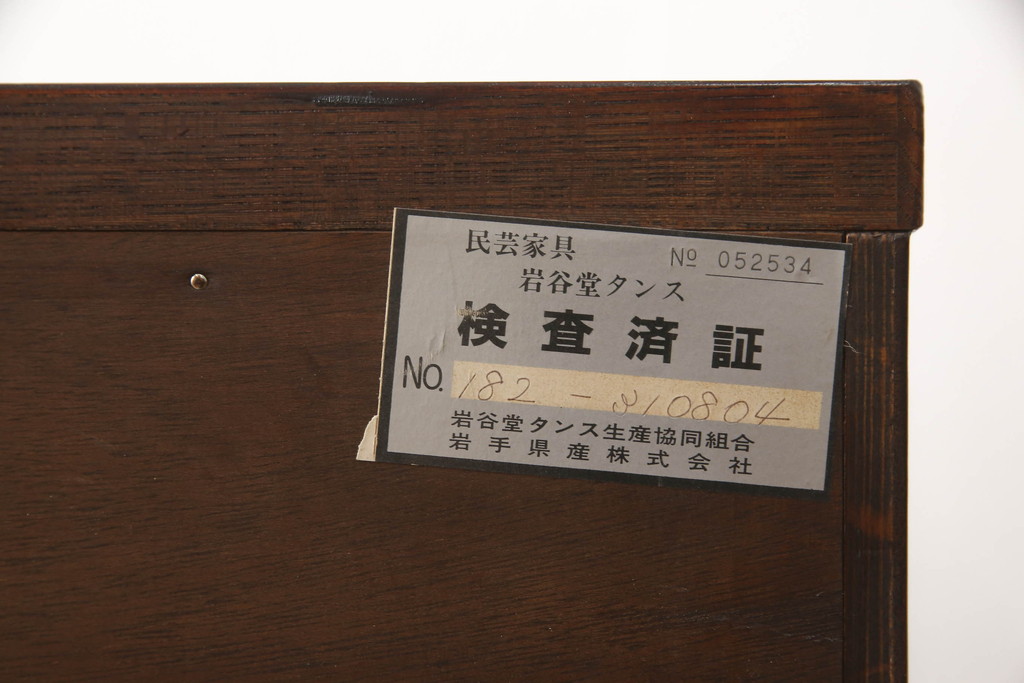 民芸家具
№ 052534
岩谷堂タンス
検査済証
No. 182 - S10804
岩谷堂タンス生産協同組合
岩手県産株式会社